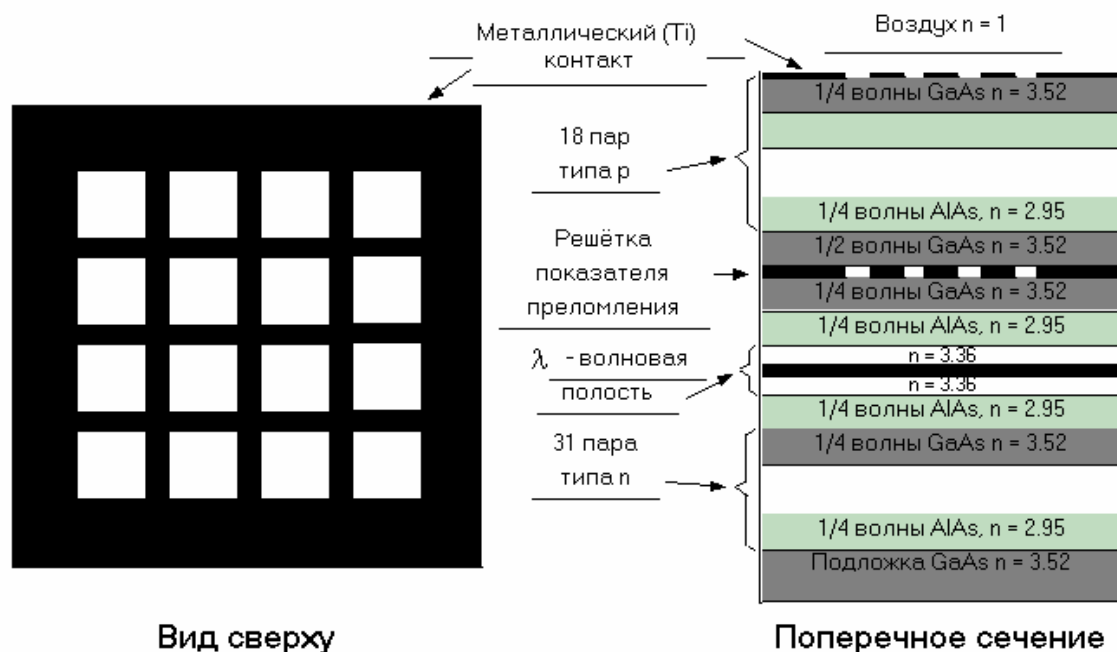 Металлический (Ti)
контакт
Воздух n = 1
1/4 волны GaAs n = 3.52
18 пар
типа p
1/4 волны AlAs, n = 2.95
1/2 волны GaAs n = 3.52
Решётка
показателя
преломления
1/4 волны GaAs n = 3.52
1/4 волны AlAs, n = 2.95
λ - волновая
полость
n = 3.36
n = 3.36
1/4 волны AlAs, n = 2.95
1/4 волны GaAs n = 3.52
31 пара
типа n
1/4 волны AlAs, n = 2.95
Подложка GaAs n = 3.52
Вид сверху
Поперечное сечение